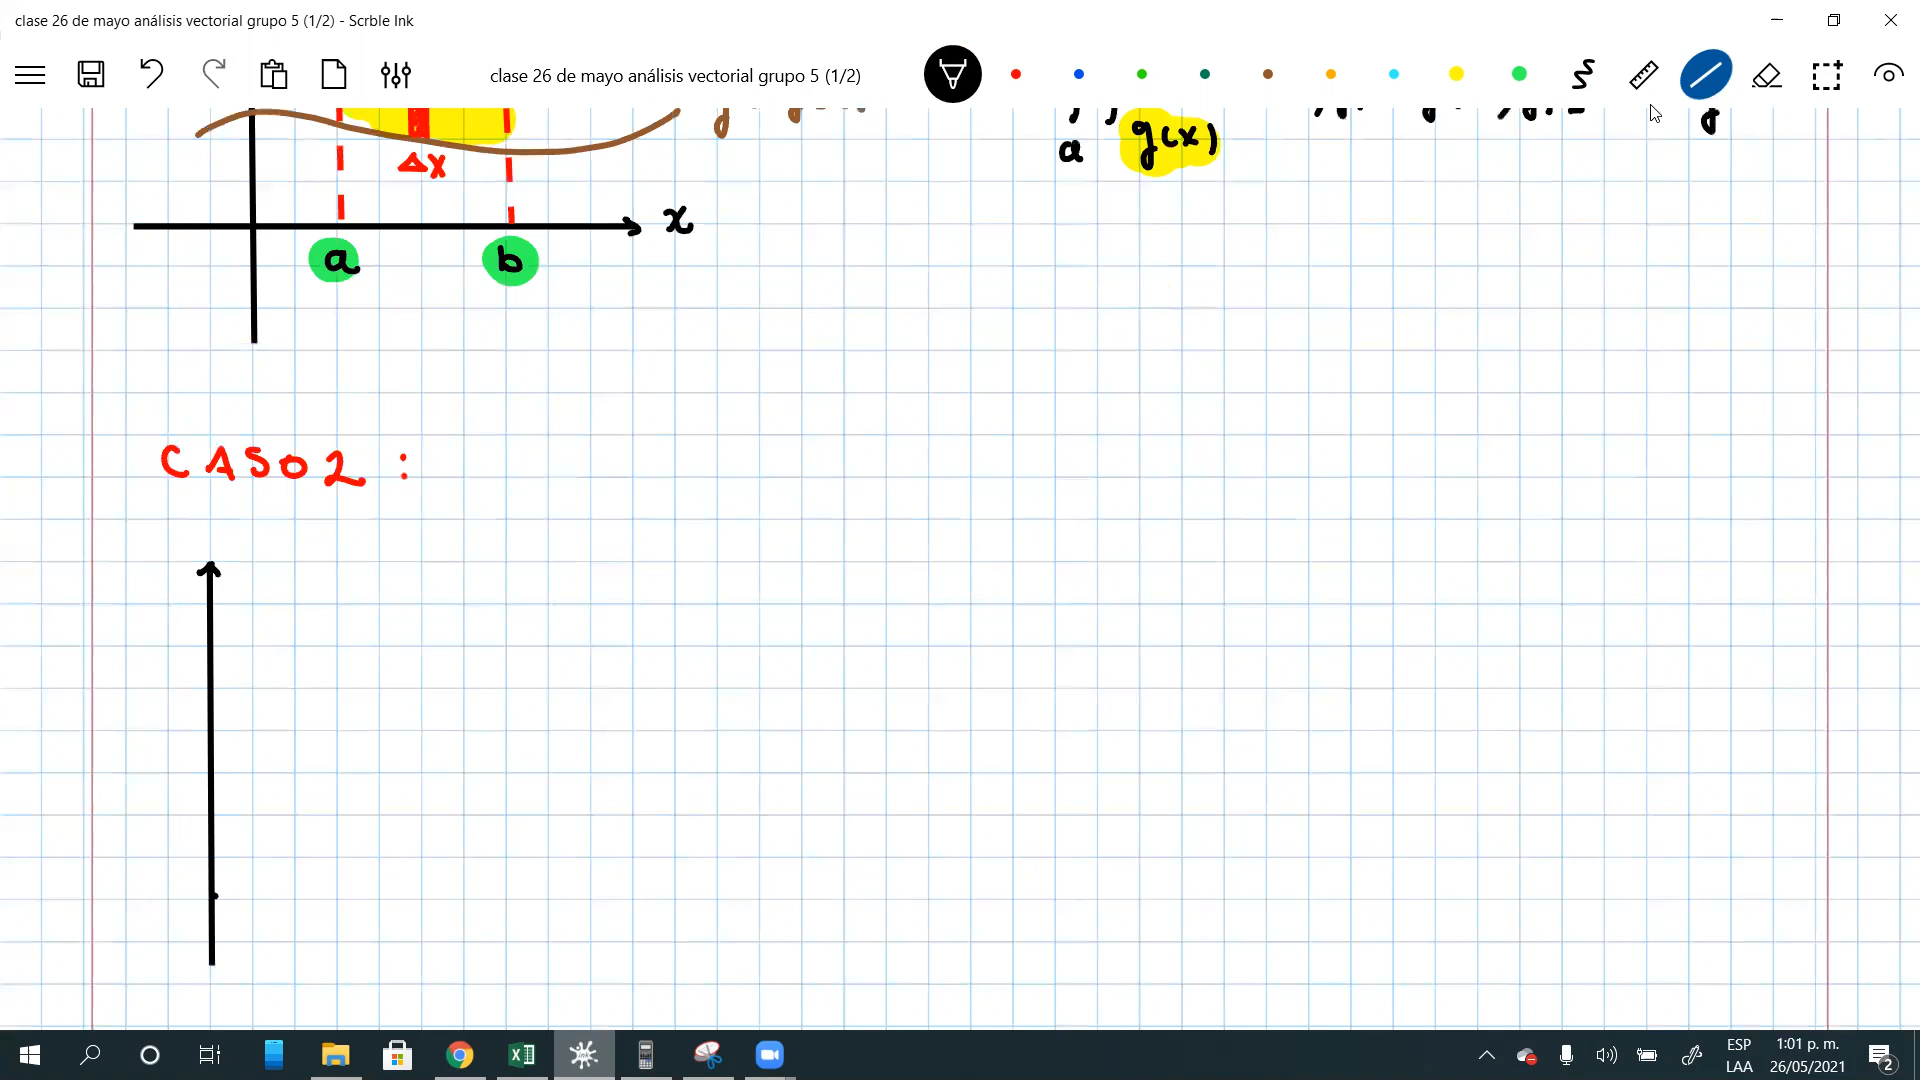 clase 26 de mayo análisis vectorial grupo 5 (1/2) - Scrble Ink
clase 26 de mayo análisis vectorial grupo 5 (1/2)
a g(x)
Δx
x
a b
CASO 2 :
ESP
LAA
1:01 p. m.
26/05/2021
2